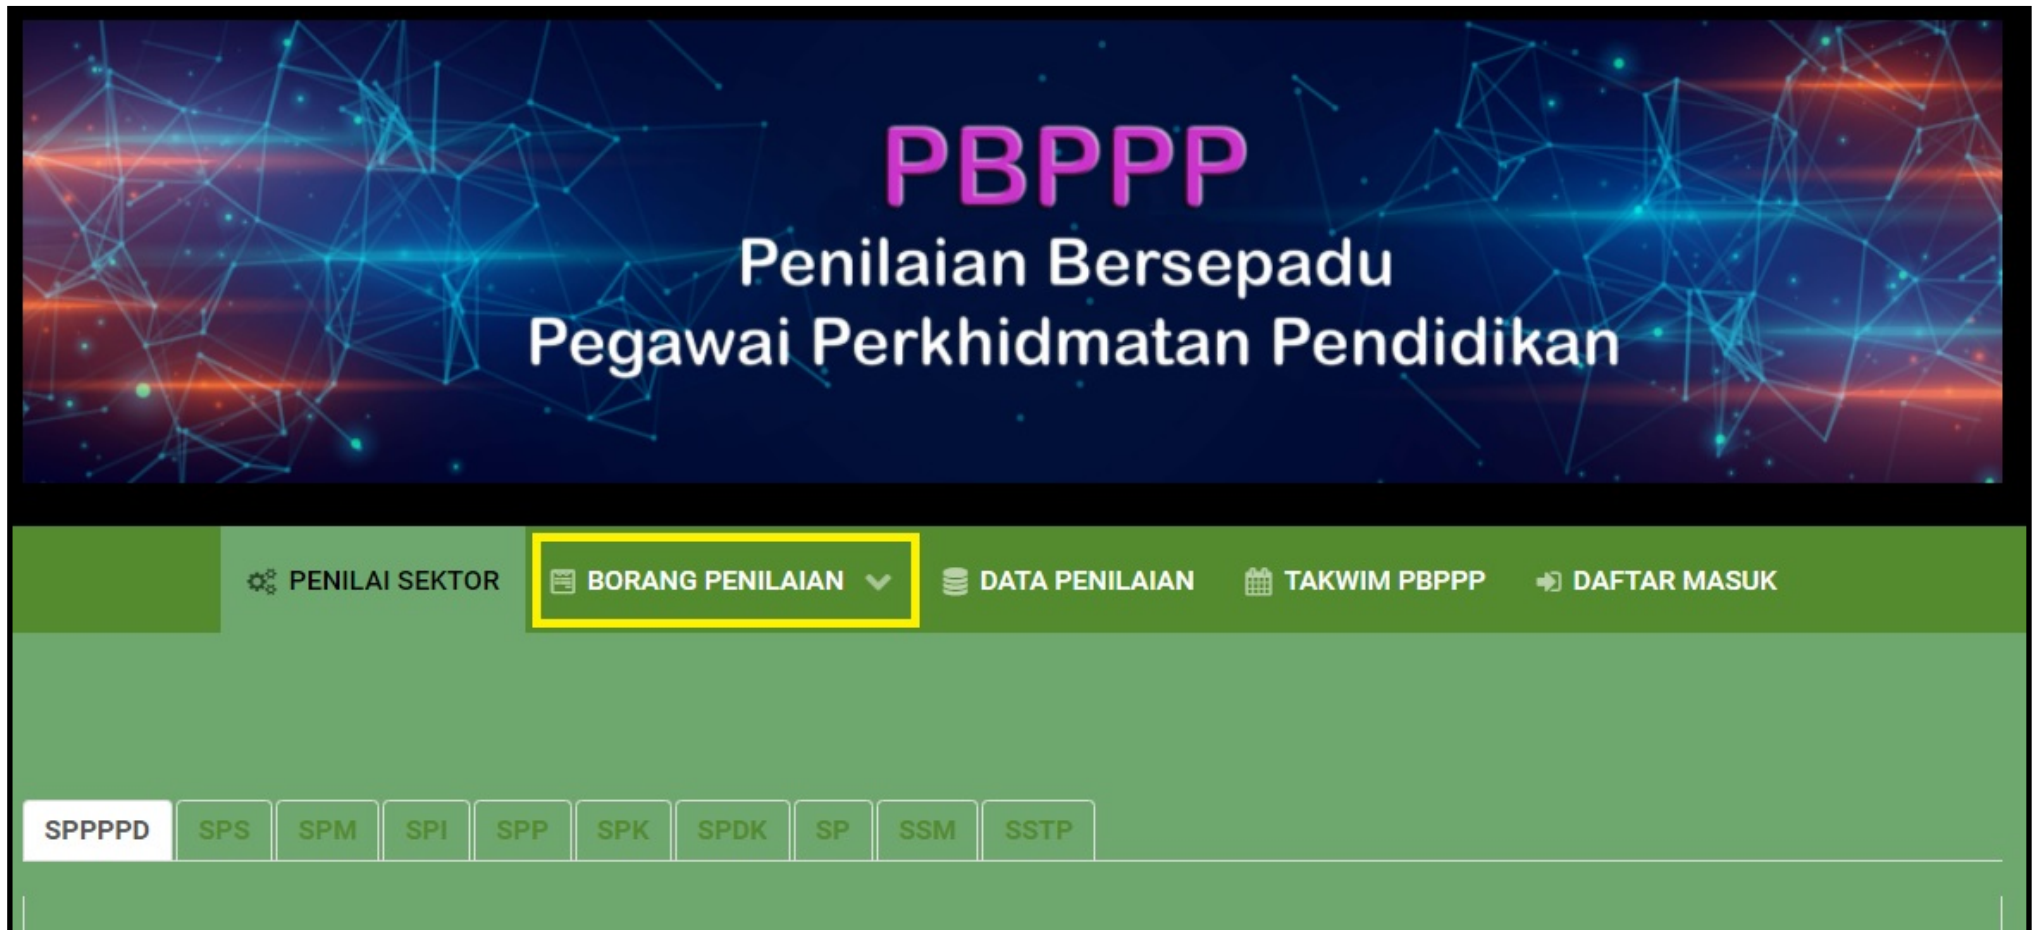 PBPPP
Penilaian Bersepadu
Pegawai Perkhidmatan Pendidikan
PENILAI SEKTOR BORANG PENILAIAN DATA PENILAIAN TAKWIM PBPPP DAFTAR MASUK
SPPPPD SPS SPM SPI SPP SPK SPDK SP SSM SSTP